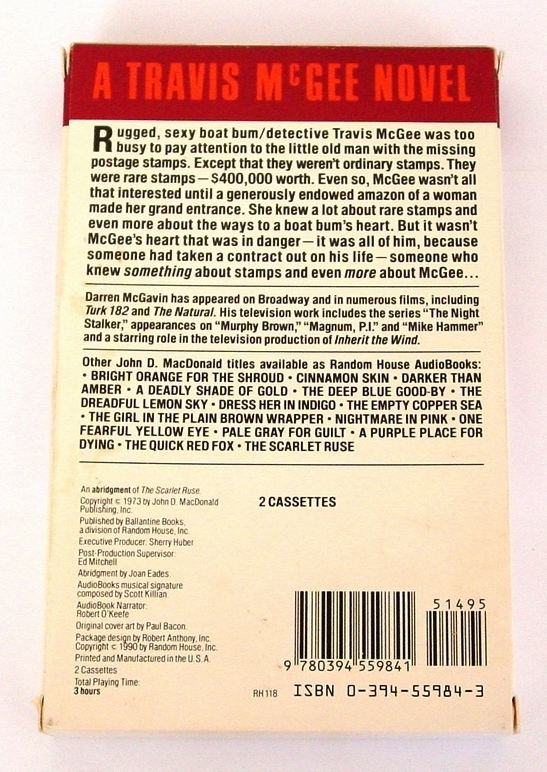 A TRAVIS McGEE NOVEL
Rugged, sexy boat bum/detective Travis McGee was too
busy to pay attention to the little old man with the missing
postage stamps. Except that they weren't ordinary stamps. They
were rare stamps—$400,000 worth. Even so, McGee wasn't all
that interested until a generously endowed amazon of a woman
made her grand entrance. She knew a lot about rare stamps and
even more about the ways to a boat bum's heart. But it wasn't
McGee's heart that was in danger—it was all of him, because
someone had taken a contract out on his life—someone who
knew something about stamps and even more about McGee...
Darren McGavin has appeared on Broadway and in numerous films, including
Turk 182 and The Natural. His television work includes the series "The Night
Stalker," appearances on "Murphy Brown," "Magnum, P.I." and "Mike Hammer"
and a starring role in the television production of Inherit the Wind.
Other John D. MacDonald titles available as Random House AudioBooks:
• BRIGHT ORANGE FOR THE SHROUD • CINNAMON SKIN • DARKER THAN
AMBER • A DEADLY SHADE OF GOLD • THE DEEP BLUE GOOD-BY • THE
DREADFUL LEMON SKY • DRESS HER IN INDIGO • THE EMPTY COPPER SEA
• THE GIRL IN THE PLAIN BROWN WRAPPER • NIGHTMARE IN PINK • ONE
FEARFUL YELLOW EYE • PALE GRAY FOR GUILT • A PURPLE PLACE FOR
DYING • THE QUICK RED FOX • THE SCARLET RUSE
An abridgment of The Scarlet Ruse.
Copyright © 1973 by John D. MacDonald
Publishing, Inc.
Published by Ballantine Books,
a division of Random House, Inc.
Executive Producer: Sherry Huber
Post-Production Supervisor:
Ed Mitchell
Abridgment by Joan Eades.
AudioBooks musical signature
composed by Scott Killian.
AudioBook Narrator:
Robert O'Keefe
Original cover art by Paul Bacon.
Package design by Robert Anthony, Inc.
Copyright © 1990 by Random House, Inc.
Printed and Manufactured in the U.S.A.
2 Cassettes
Total Playing Time:
3 hours
2 CASSETTES
51495
9 780394 559841
RH 118
ISBN 0-394-55984-3